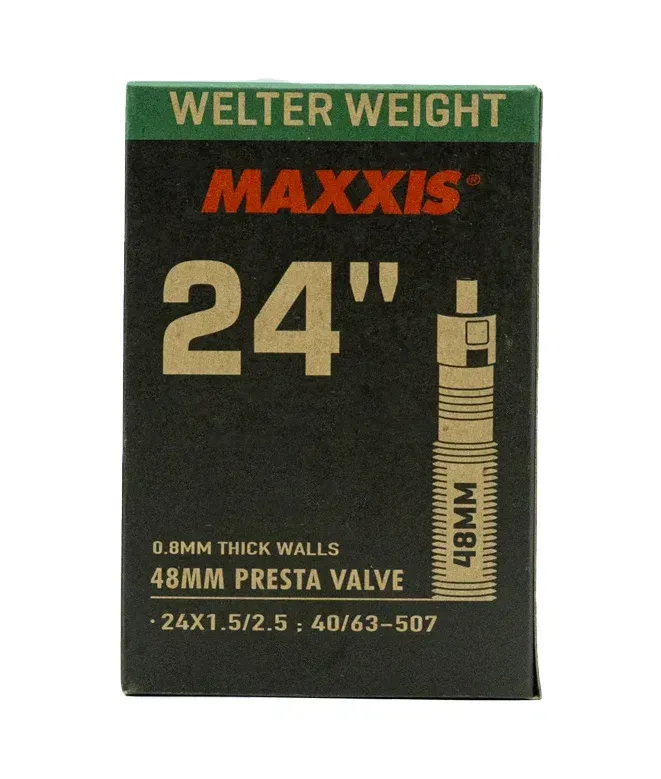 WELTER WEIGHT
MAXXIS®
24"
48MM
0.8MM THICK WALLS
48MM PRESTA VALVE
·24X1.5/2.5 ; 40/63-507